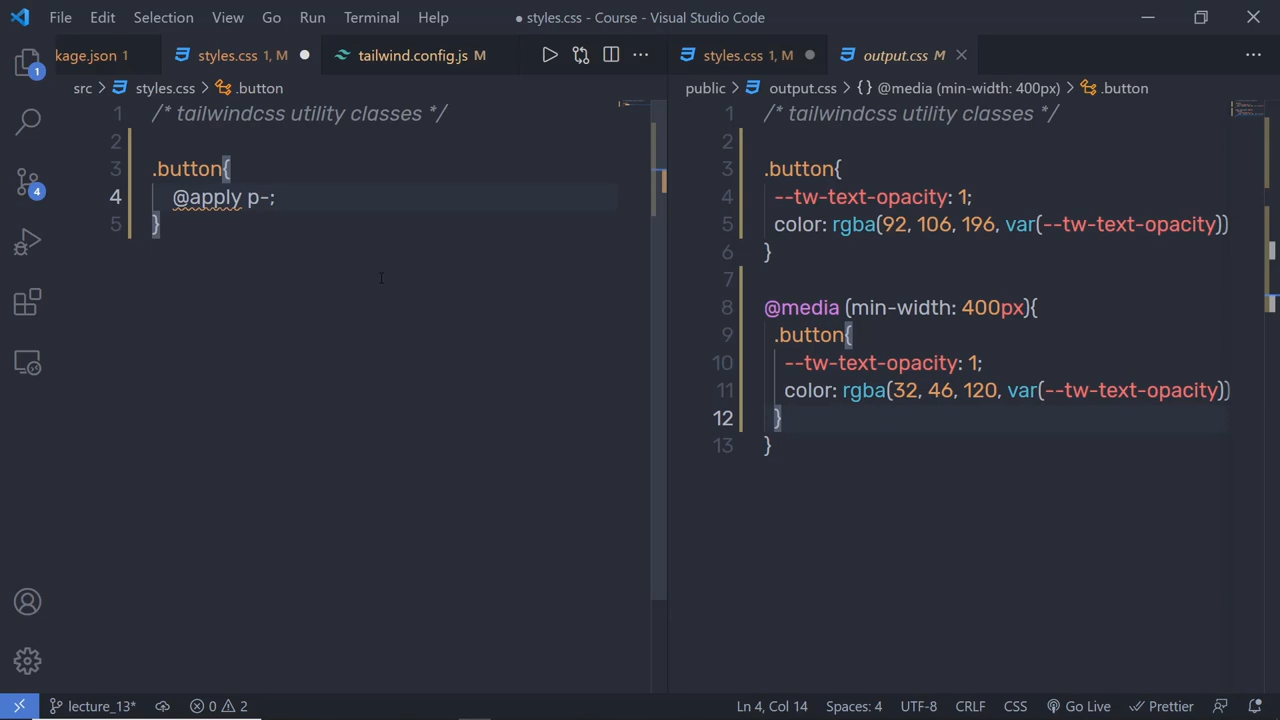 File Edit Selection View Go Run Terminal Help ● styles.css - Course - Visual Studio Code
kage.json 1 styles.css 1, M ● tailwind.config.js M ···
styles.css 1, M ● output.css M ···
src > styles.css > .button
public > output.css > {} @media (min-width: 400px) > .button
1 /* tailwindcss utility classes */
2
3 .button{
4 @apply p-;
5 }
1 /* tailwindcss utility classes */
2
3 .button{
4 --tw-text-opacity: 1;
5 color: rgba(92, 106, 196, var(--tw-text-opacity))
6 }
7
8 @media (min-width: 400px){
9 .button{
10 --tw-text-opacity: 1;
11 color: rgba(32, 46, 120, var(--tw-text-opacity))
12 }
13 }
1
4
lecture_13* 0 2 Ln 4, Col 14 Spaces: 4 UTF-8 CRLF CSS Go Live Prettier